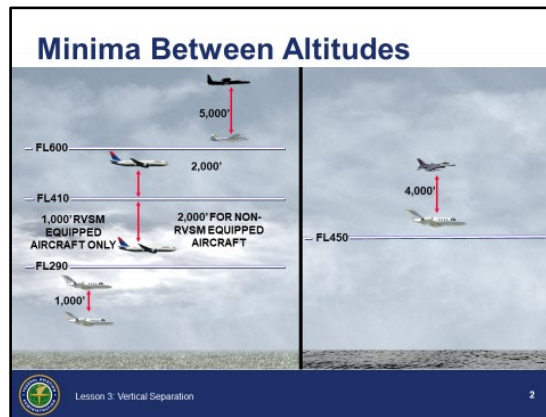 Minima Between Altitudes
5,000'
FL600
2,000'
FL410
1,000' RVSM
EQUIPPED
AIRCRAFT ONLY
2,000' FOR NON-
RVSM EQUIPPED
AIRCRAFT
FL290
1,000'
4,000'
FL450
Lesson 3: Vertical Separation
2